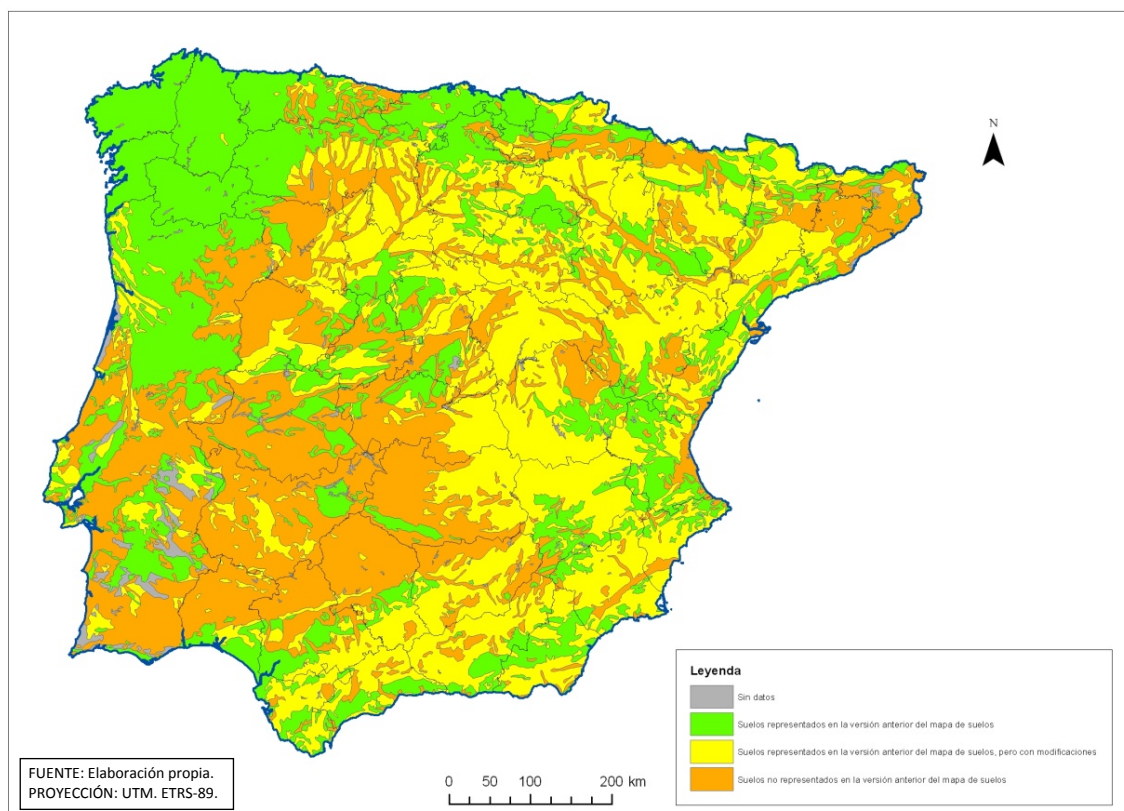 N
Leyenda
Sin datos
Suelos representados en la versión anterior del mapa de suelos
Suelos representados en la versión anterior del mapa de suelos, pero con modificaciones
Suelos no representados en la versión anterior del mapa de suelos
FUENTE: Elaboración propia.
PROYECCIÓN: UTM. ETRS-89.
0 50 100 200 km